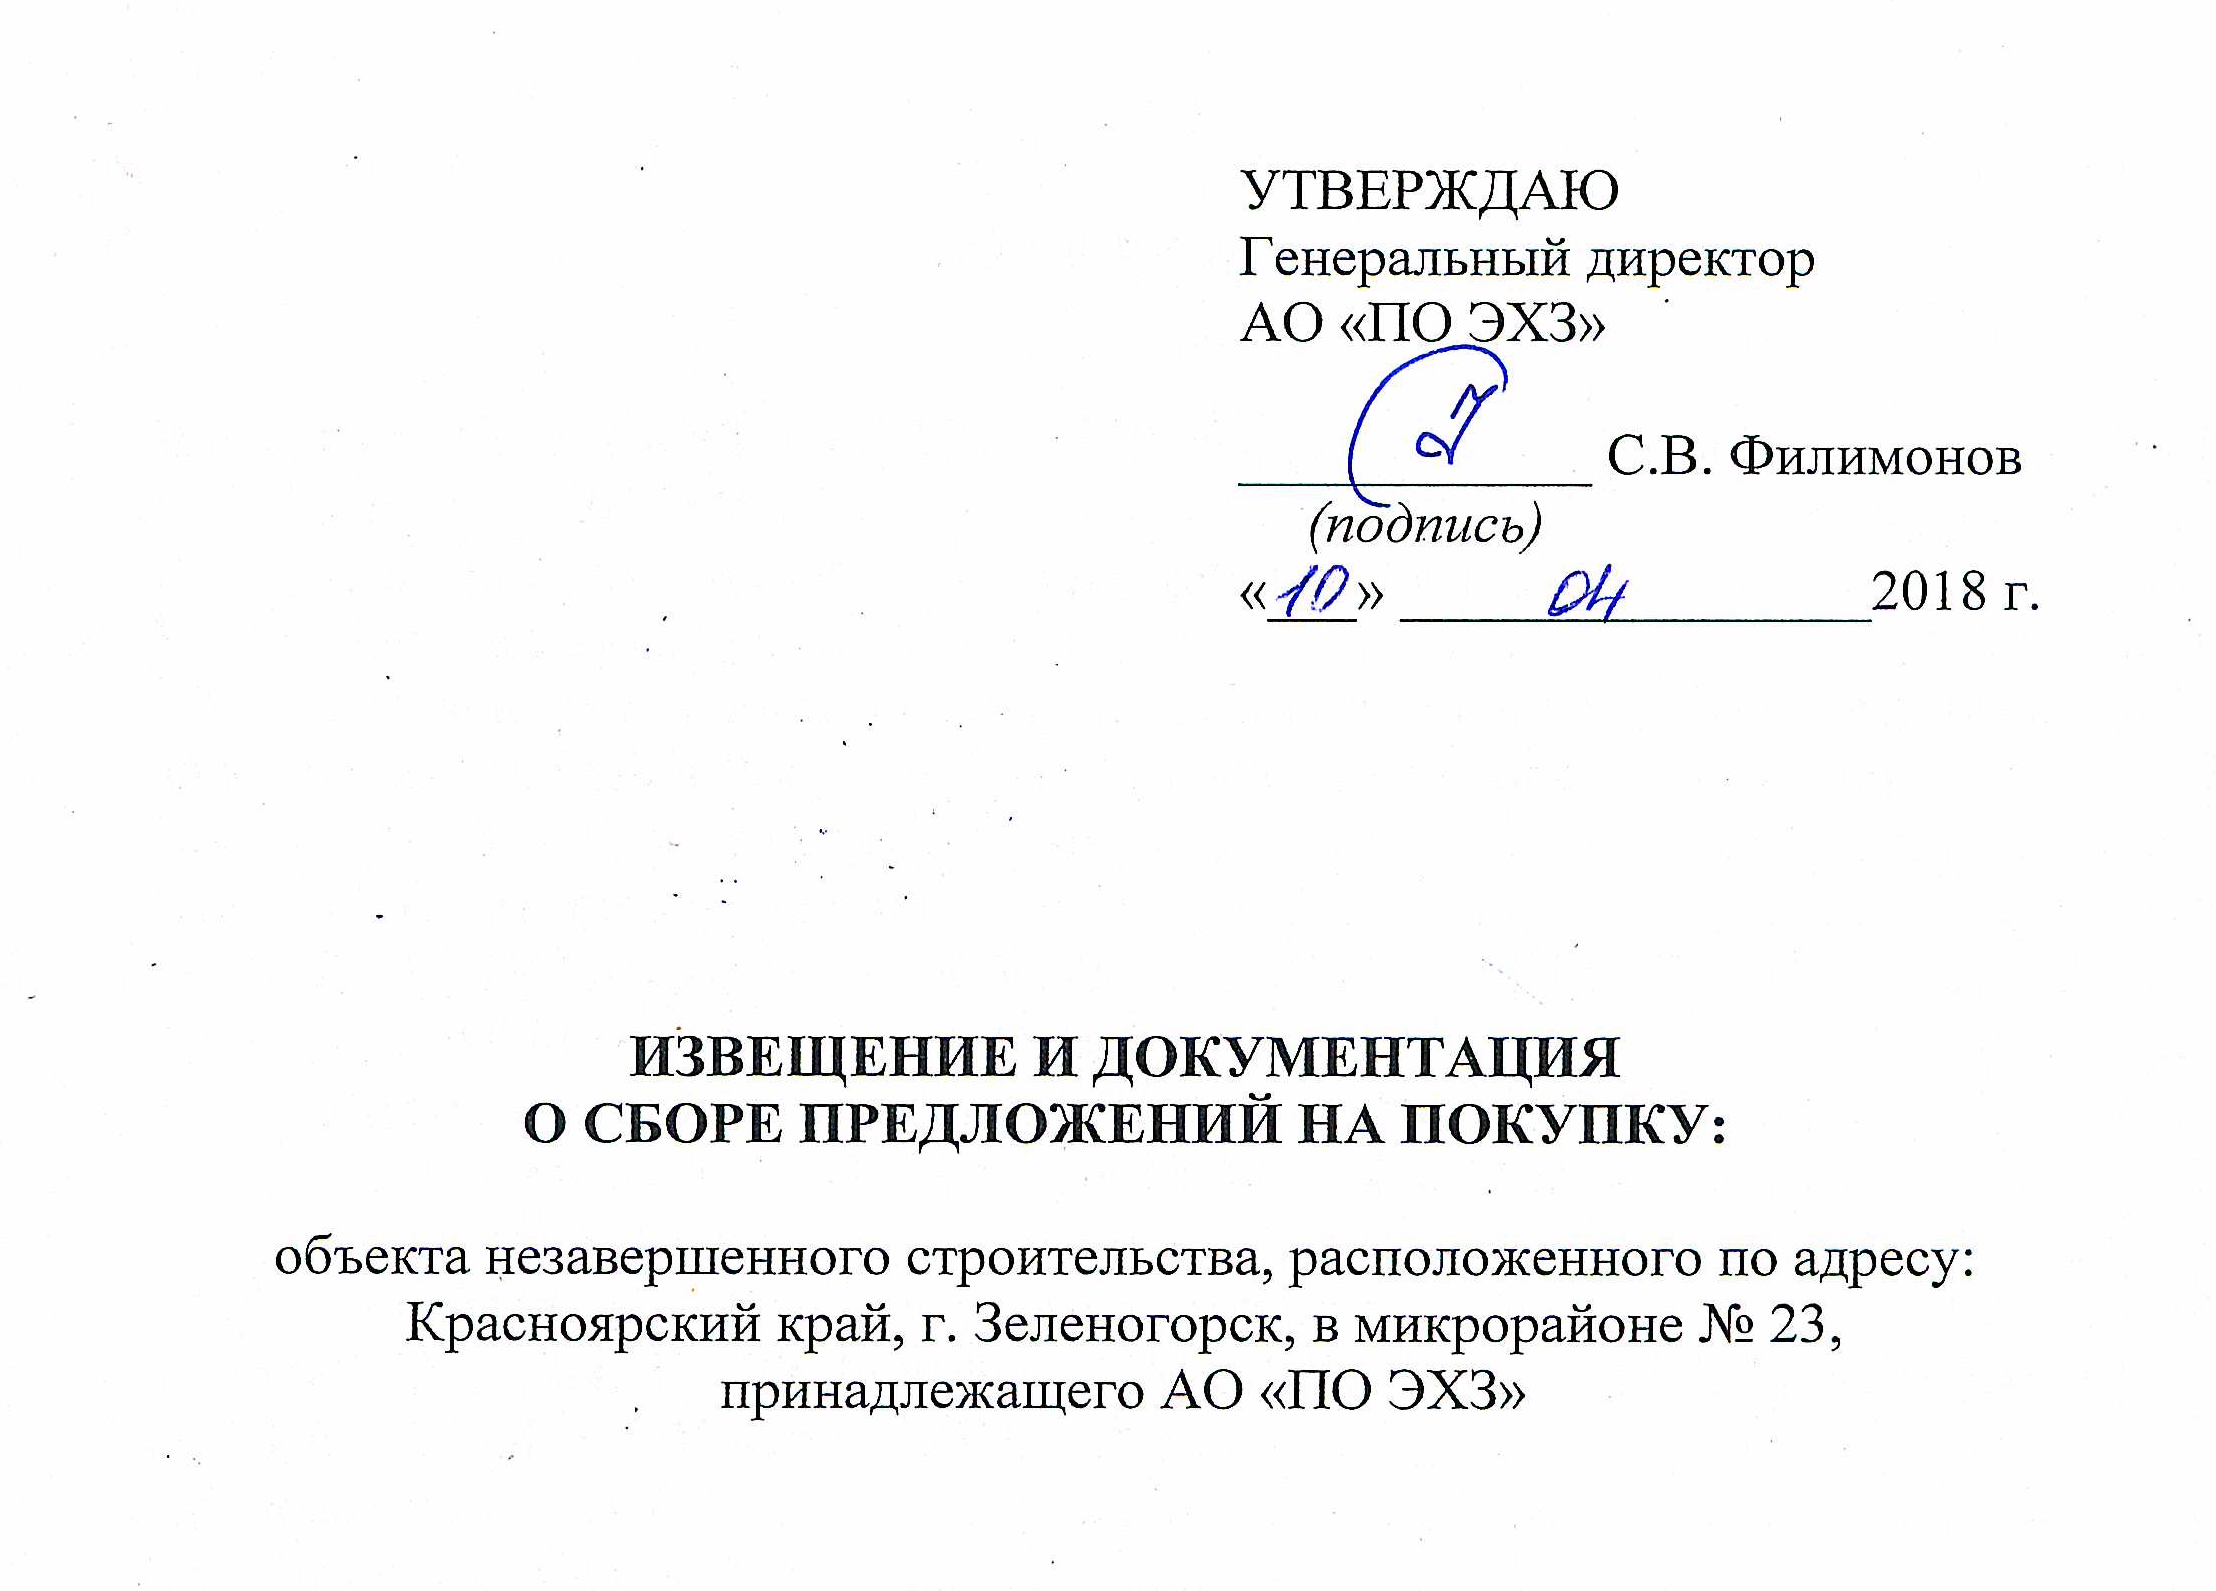 УТВЕРЖДАЮ
Генеральный директор
АО «ПО ЭХЗ»
______________ С.В. Филимонов
(подпись)
«10» 04 2018 г.
ИЗВЕЩЕНИЕ И ДОКУМЕНТАЦИЯ
О СБОРЕ ПРЕДЛОЖЕНИЙ НА ПОКУПКУ:
объекта незавершенного строительства, расположенного по адресу:
Красноярский край, г. Зеленогорск, в микрорайоне № 23,
принадлежащего АО «ПО ЭХЗ»